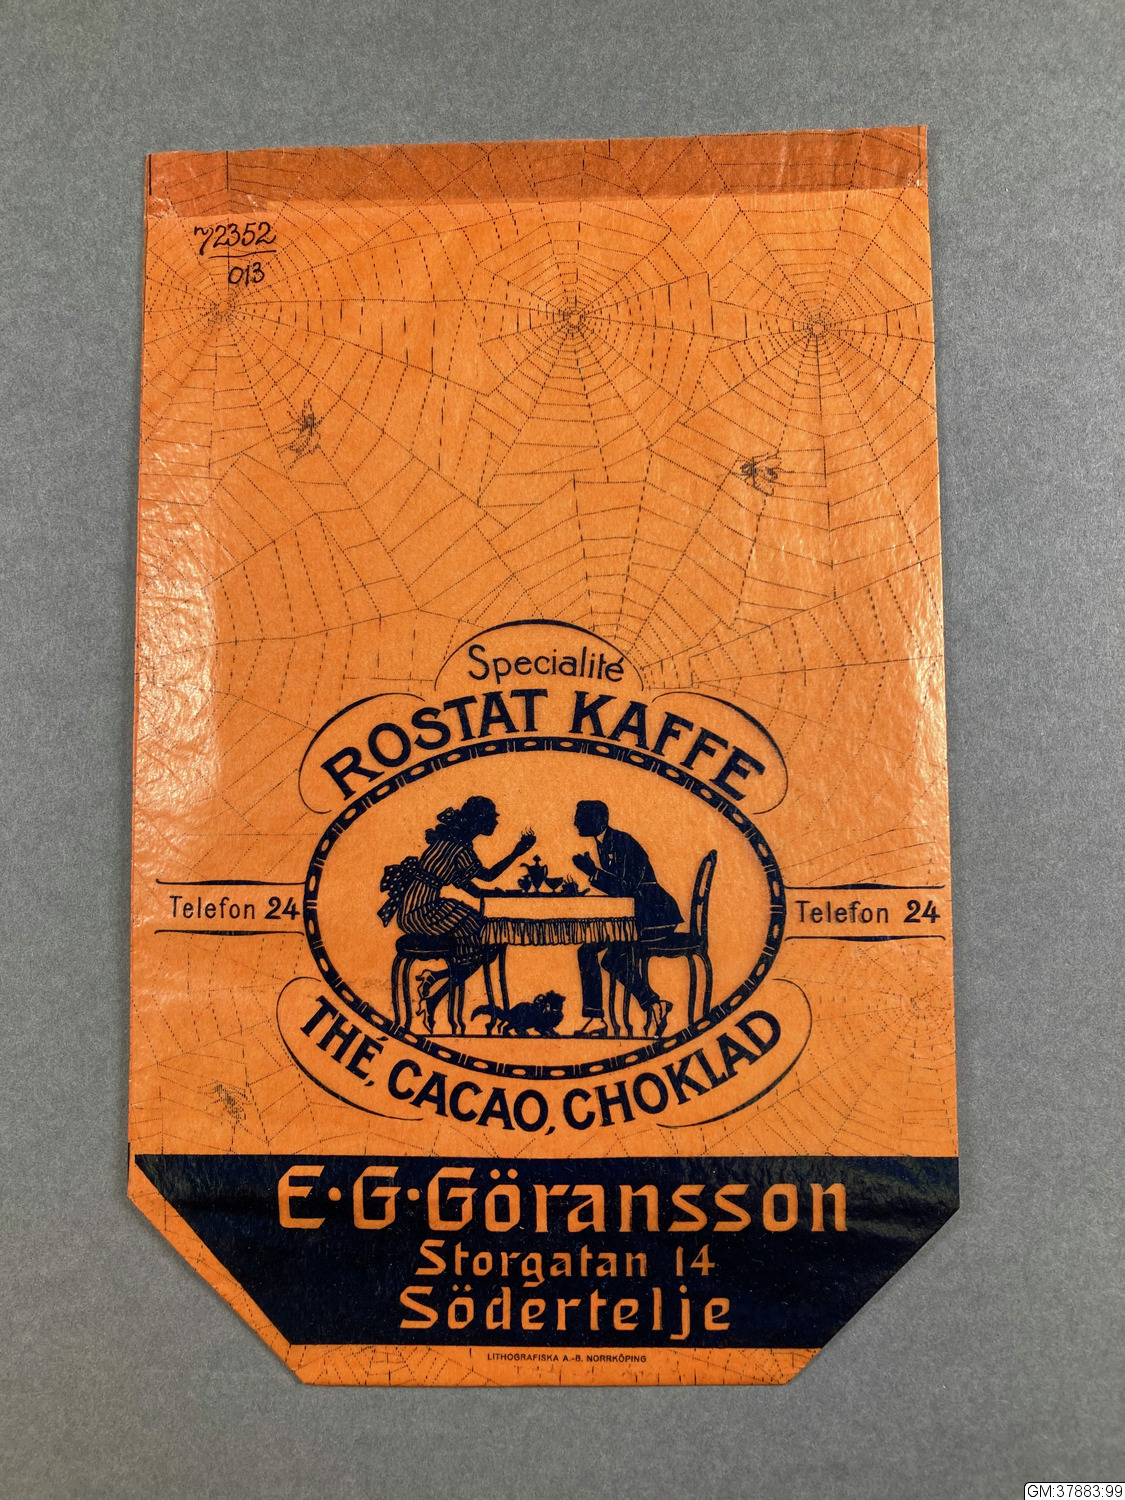 72352
013
Specialité
ROSTAT KAFFE
Telefon 24
Telefon 24
THÉ, CACAO, CHOKLAD
E·G·Göransson
Storgatan 14
Södertelje
LITHOGRAFISKA A.-B. NORRKÖPING
GM:37883:99